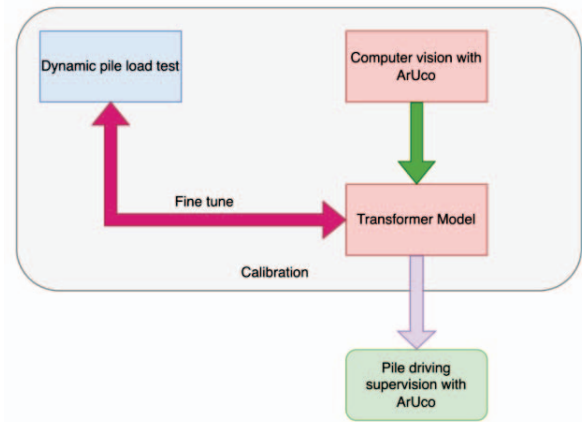 Dynamic pile load test
Computer vision with
ArUco
Fine tune
Transformer Model
Calibration
Pile driving
supervision with
ArUco